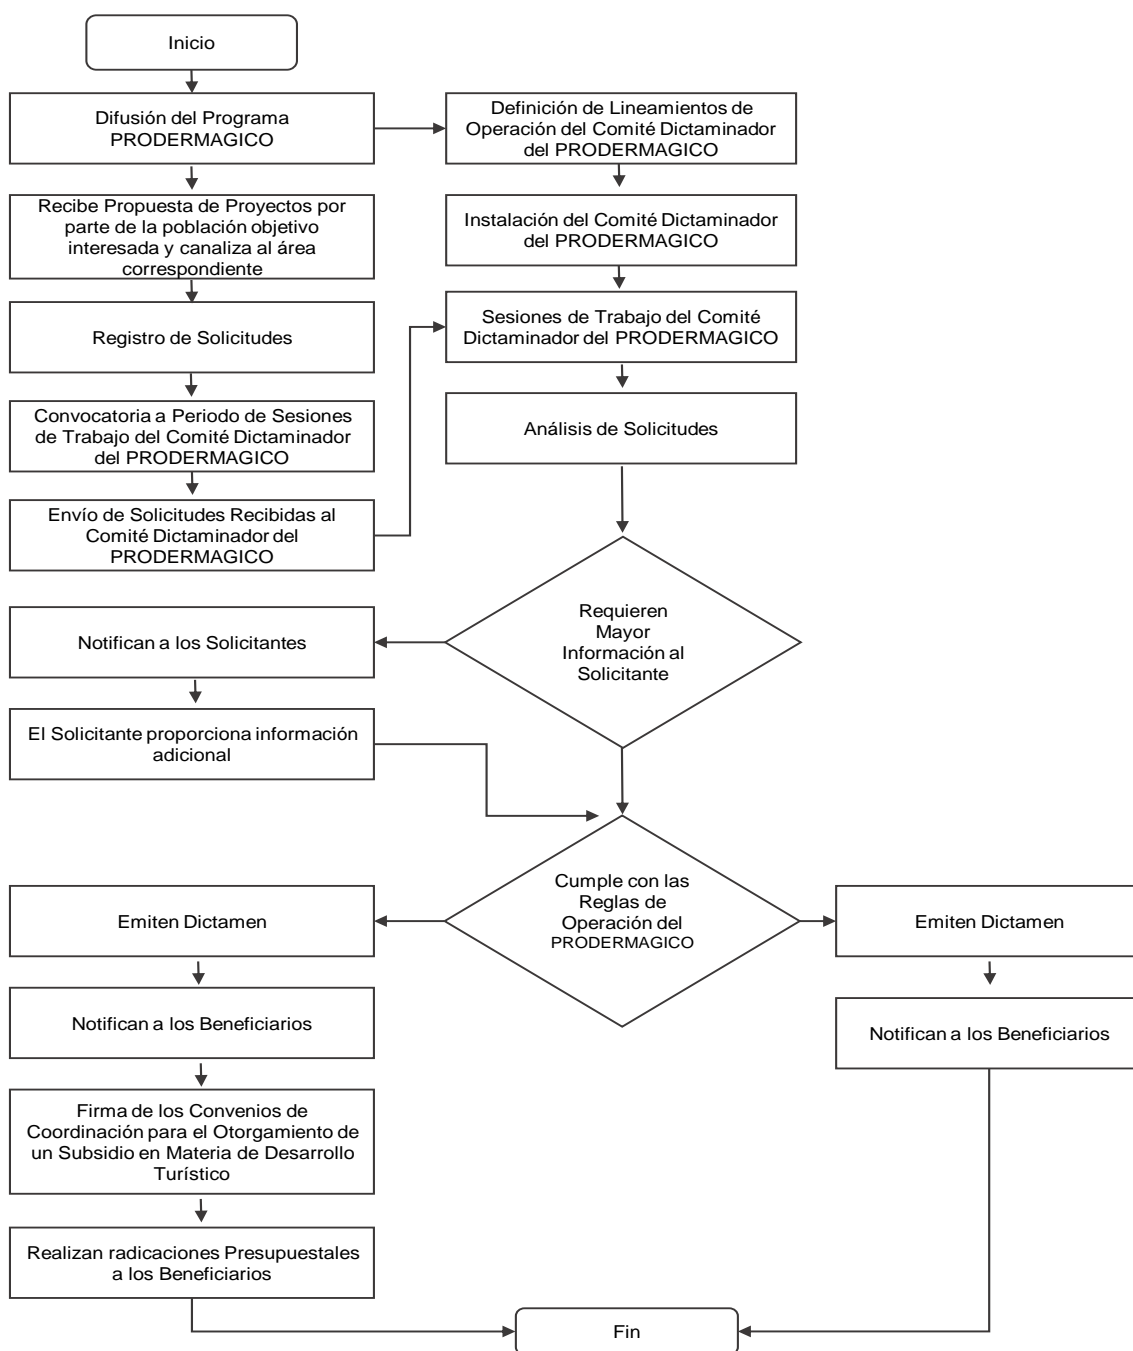 Inicio
Difusión del Programa
PRODERMAGICO
Definición de Lineamientos de
Operación del Comité Dictaminador
del PRODERMAGICO
Recibe Propuesta de Proyectos por
parte de la población objetivo
interesada y canaliza al área
correspondiente
Instalación del Comité Dictaminador
del PRODERMAGICO
Registro de Solicitudes
Sesiones de Trabajo del Comité
Dictaminador del PRODERMAGICO
Convocatoria a Periodo de Sesiones
de Trabajo del Comité Dictaminador
del PRODERMAGICO
Análisis de Solicitudes
Envío de Solicitudes Recibidas al
Comité Dictaminador del
PRODERMAGICO
Requieren
Mayor
Información al
Solicitante
Notifican a los Solicitantes
El Solicitante proporciona información
adicional
Cumple con las
Reglas de
Operación del
PRODERMAGICO
Emiten Dictamen
Emiten Dictamen
Notifican a los Beneficiarios
Notifican a los Beneficiarios
Firma de los Convenios de
Coordinación para el Otorgamiento de
un Subsidio en Materia de Desarrollo
Turístico
Realizan radicaciones Presupuestales
a los Beneficiarios
Fin